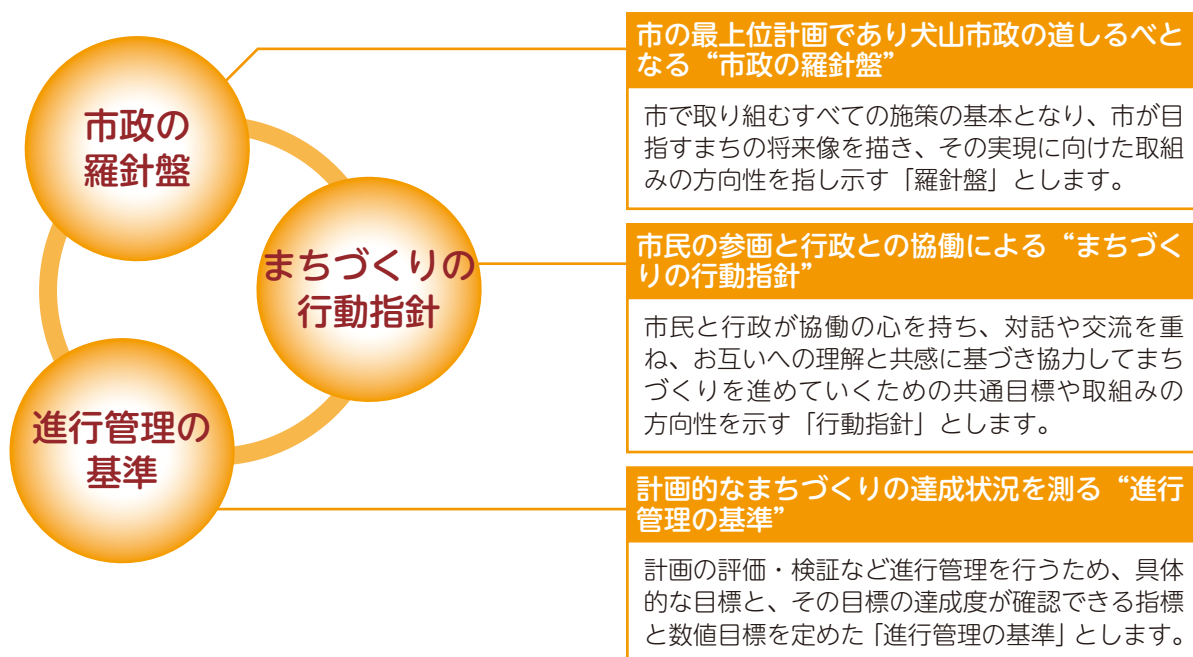 市政の
羅針盤
まちづくりの
行動指針
進行管理の
基準
市の最上位計画であり犬山市政の道しるべと
なる“市政の羅針盤”
市で取り組むすべての施策の基本となり、市が目
指すまちの将来像を描き、その実現に向けた取組
みの方向性を指し示す「羅針盤」とします。
市民の参画と行政との協働による“まちづく
りの行動指針”
市民と行政が協働の心を持ち、対話や交流を重
ね、お互いへの理解と共感に基づき協力してまち
づくりを進めていくための共通目標や取組みの
方向性を示す「行動指針」とします。
計画的なまちづくりの達成状況を測る“進行
管理の基準”
計画の評価・検証など進行管理を行うため、具体
的な目標と、その目標の達成度が確認できる指標
と数値目標を定めた「進行管理の基準」とします。